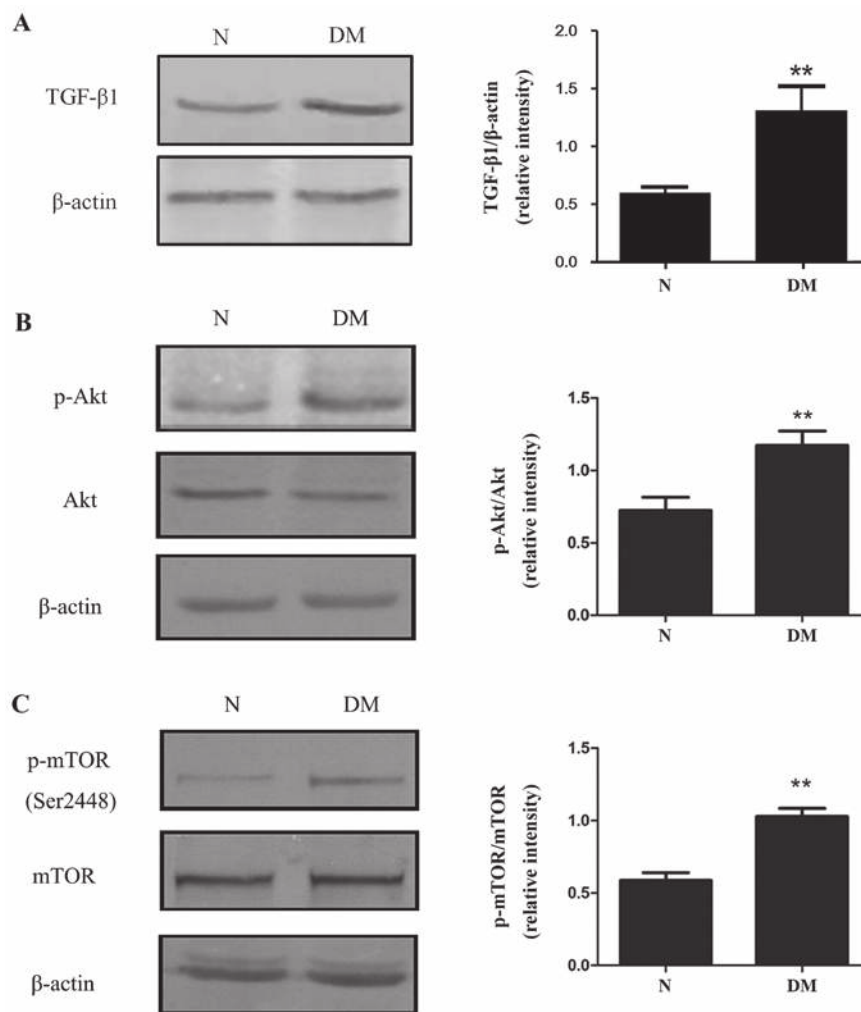 A
N DM
TGF-β1
β-actin
TGF-β1/β-actin
(relative intensity)
2.0
1.5
1.0
0.5
0.0
**
N DM
B
N DM
p-Akt
Akt
β-actin
p-Akt/Akt
(relative intensity)
1.5
1.0
0.5
0.0
**
N DM
C
N DM
p-mTOR
(Ser2448)
mTOR
β-actin
p-mTOR/mTOR
(relative intensity)
1.5
1.0
0.5
0.0
**
N DM